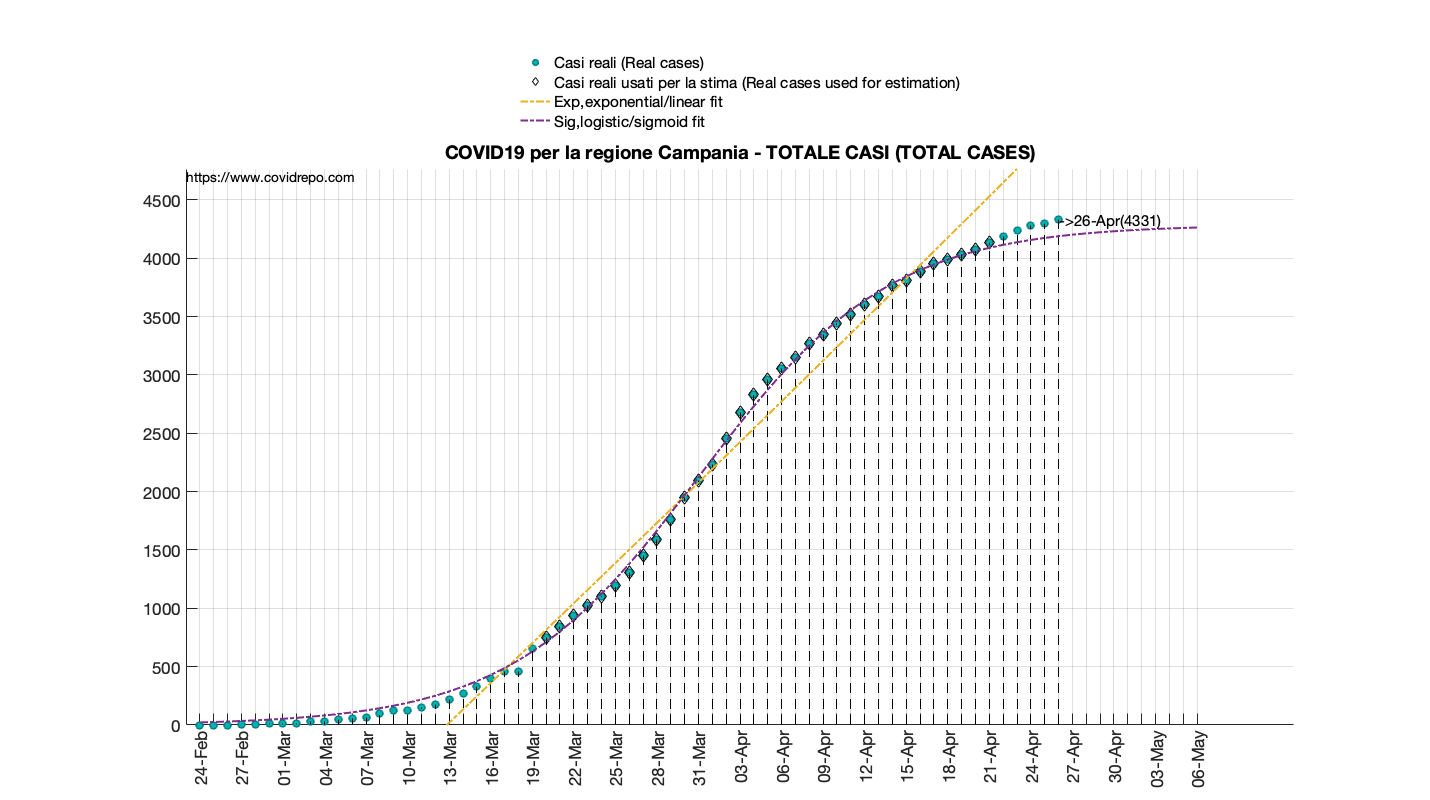 Casi reali (Real cases)
Casi reali usati per la stima (Real cases used for estimation)
Exp,exponential/linear fit
Sig,logistic/sigmoid fit
COVID19 per la regione Campania - TOTALE CASI (TOTAL CASES)
https://www.covidrepo.com
4500
4000
3500
3000
2500
2000
1500
1000
500
0
->26-Apr(4331)
24-Feb
27-Feb
01-Mar
04-Mar
07-Mar
10-Mar
13-Mar
16-Mar
19-Mar
22-Mar
25-Mar
28-Mar
31-Mar
03-Apr
06-Apr
09-Apr
12-Apr
15-Apr
18-Apr
21-Apr
24-Apr
27-Apr
30-Apr
03-May
06-May